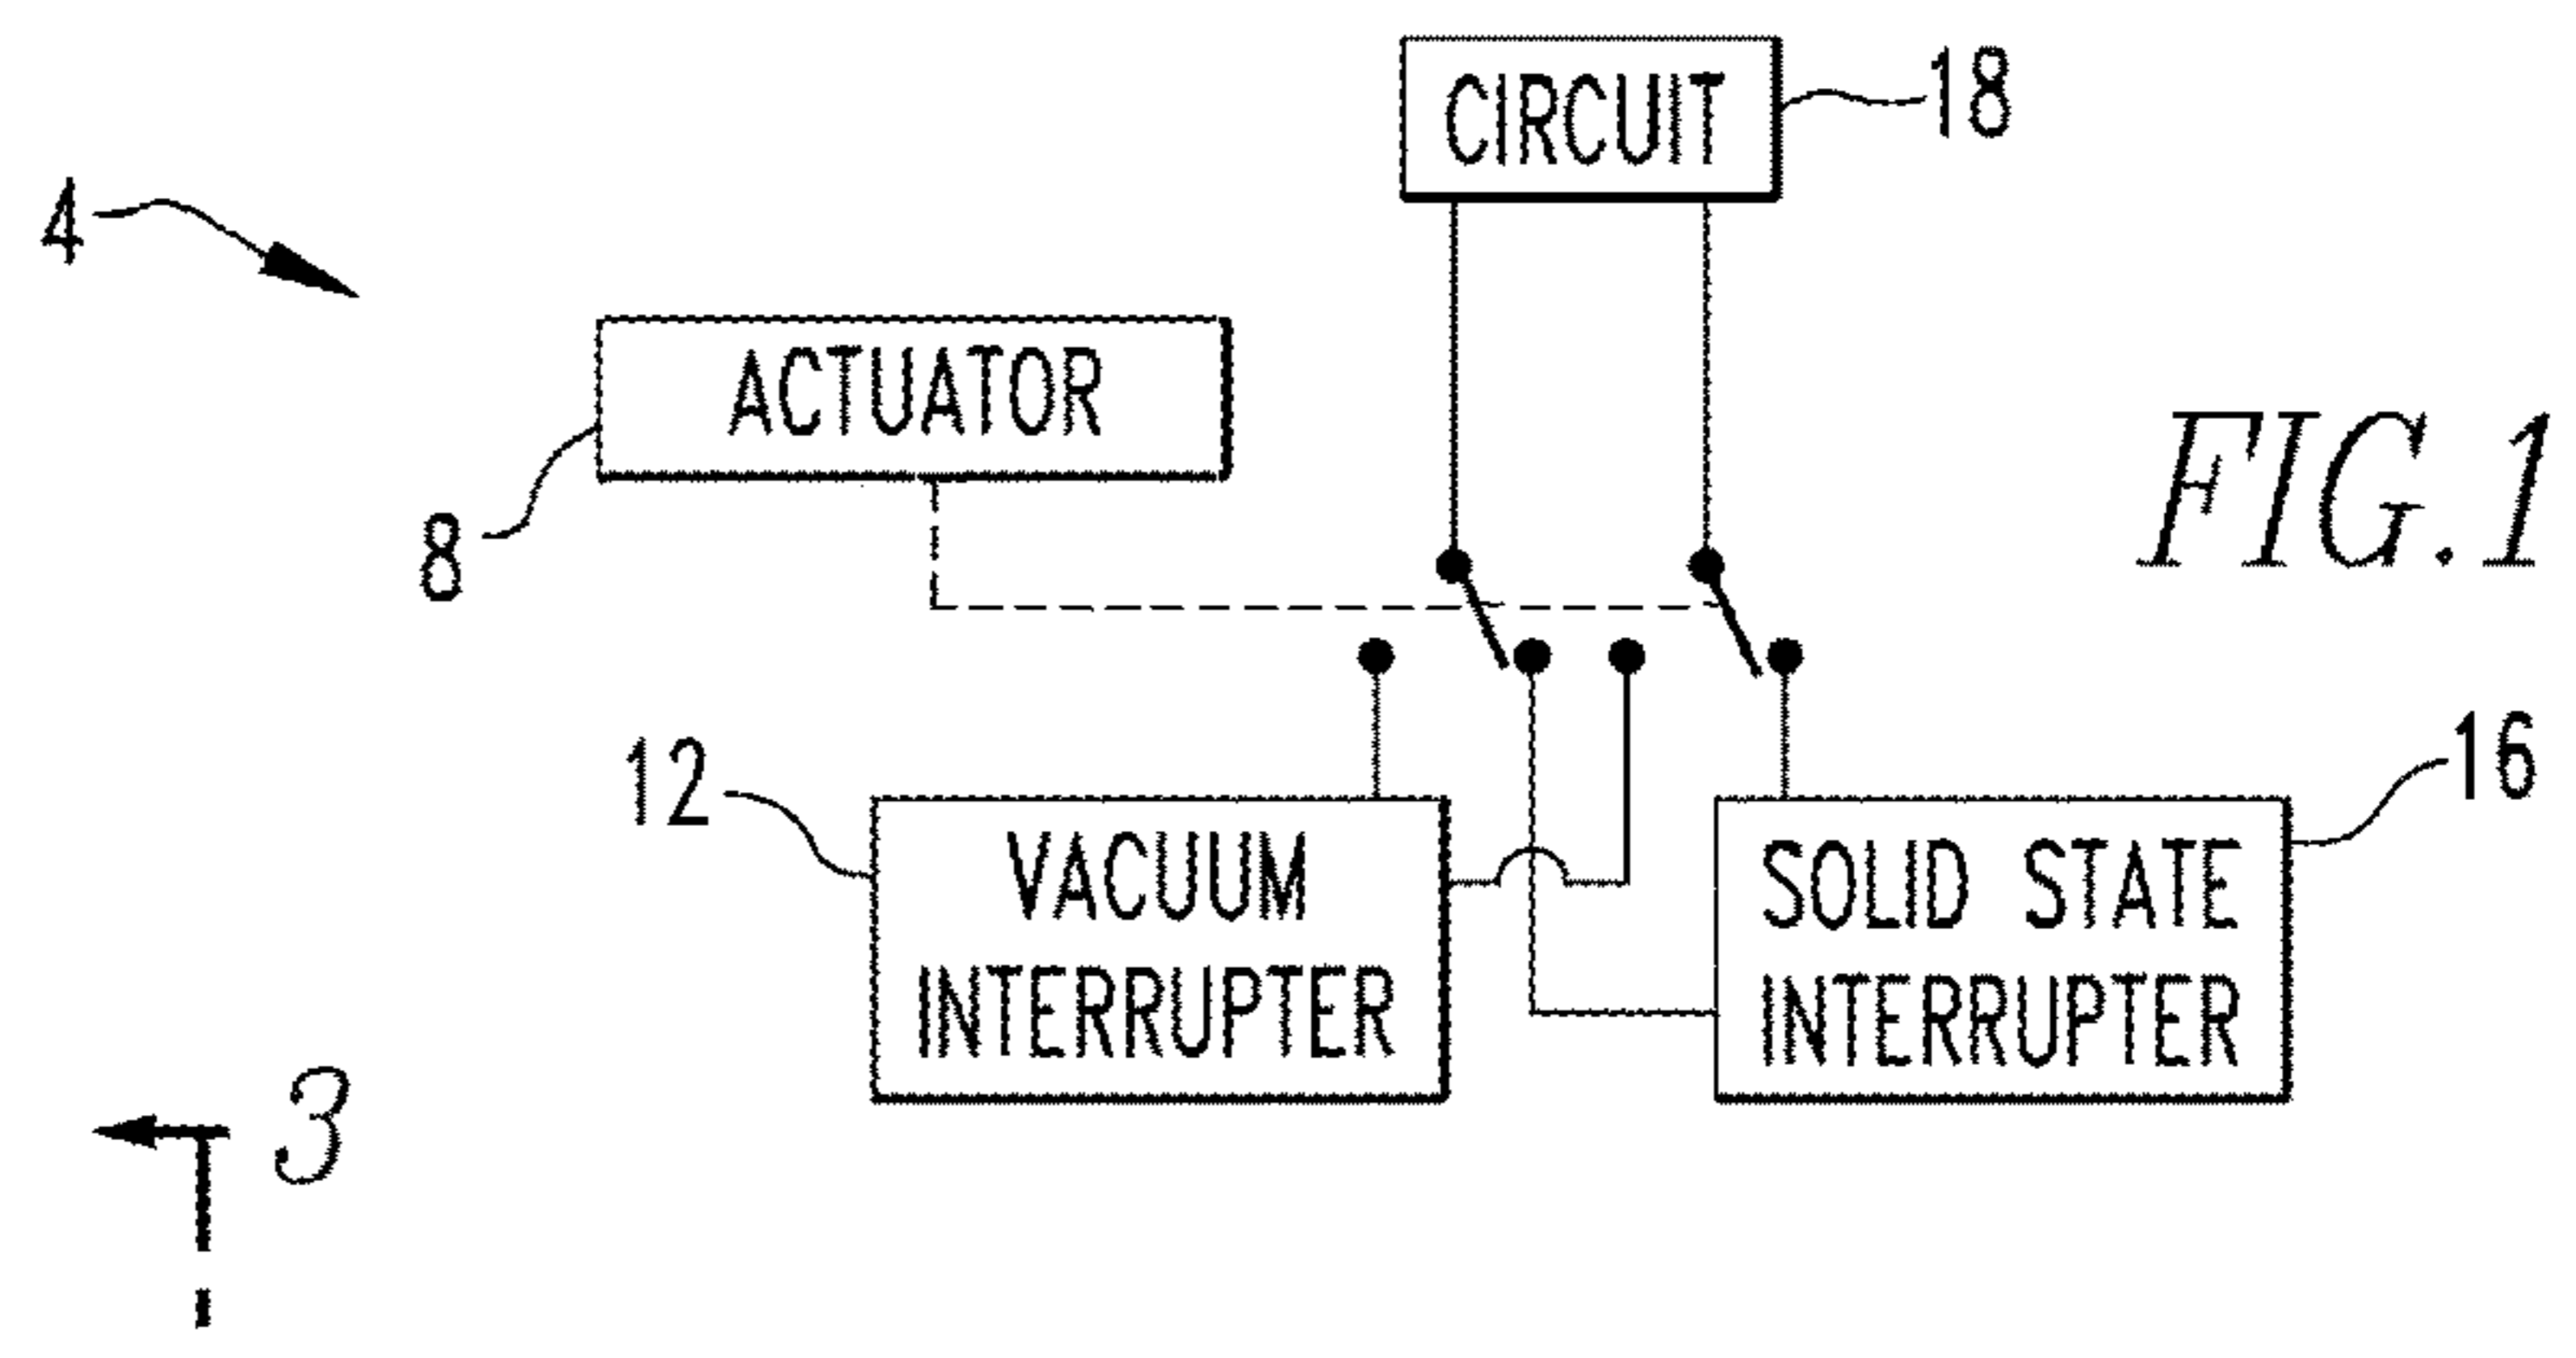 CIRCUIT
18
4
ACTUATOR
8
FIG.1
12
VACUUM
INTERRUPTER
16
SOLID STATE
INTERRUPTER
3